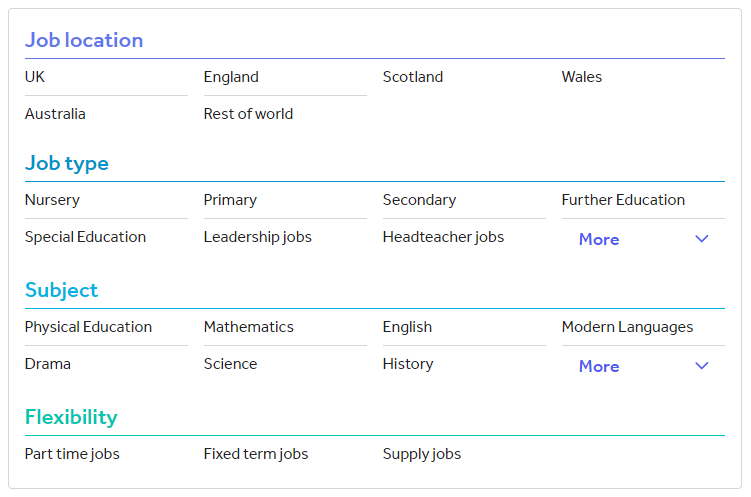 Job location
UK England Scotland Wales
Australia Rest of world
Job type
Nursery Primary Secondary Further Education
Special Education Leadership jobs Headteacher jobs More
Subject
Physical Education Mathematics English Modern Languages
Drama Science History More
Flexibility
Part time jobs Fixed term jobs Supply jobs